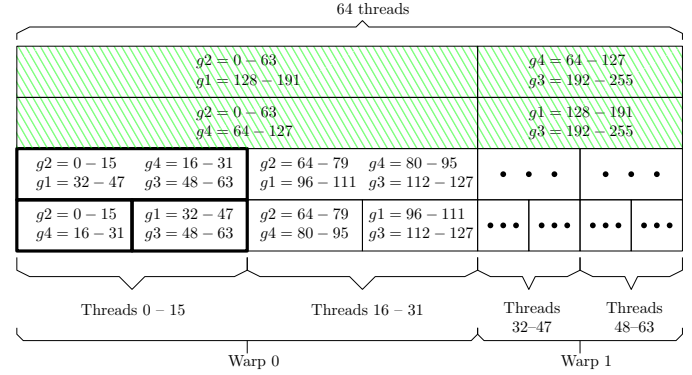 64 threads
g2 = 0 − 63
g1 = 128 − 191
g4 = 64 − 127
g3 = 192 − 255
g2 = 0 − 63
g4 = 64 − 127
g1 = 128 − 191
g3 = 192 − 255
g2 = 0 − 15 g4 = 16 − 31
g1 = 32 − 47 g3 = 48 − 63
g2 = 64 − 79 g4 = 80 − 95
g1 = 96 − 111 g3 = 112 − 127
g2 = 0 − 15
g4 = 16 − 31
g1 = 32 − 47
g3 = 48 − 63
g2 = 64 − 79
g4 = 80 − 95
g1 = 96 − 111
g3 = 112 − 127
Threads 0 – 15
Threads 16 – 31
Threads
32–47
Threads
48–63
Warp 0
Warp 1